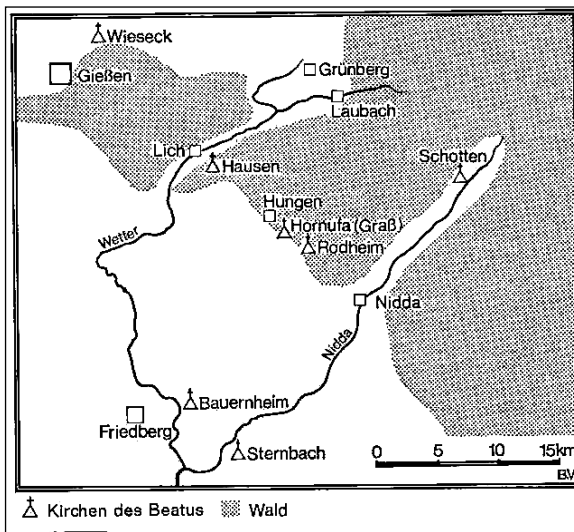 Wieseck
Gießen
Grünberg
Laubach
Lich
Hausen
Schotten
Hungen
Hornufa (Graß)
Rodheim
Wetter
Nidda
Nidda
Bauernheim
Friedberg
Sternbach
0 5 10 15km
BV
Kirchen des Beatus Wald